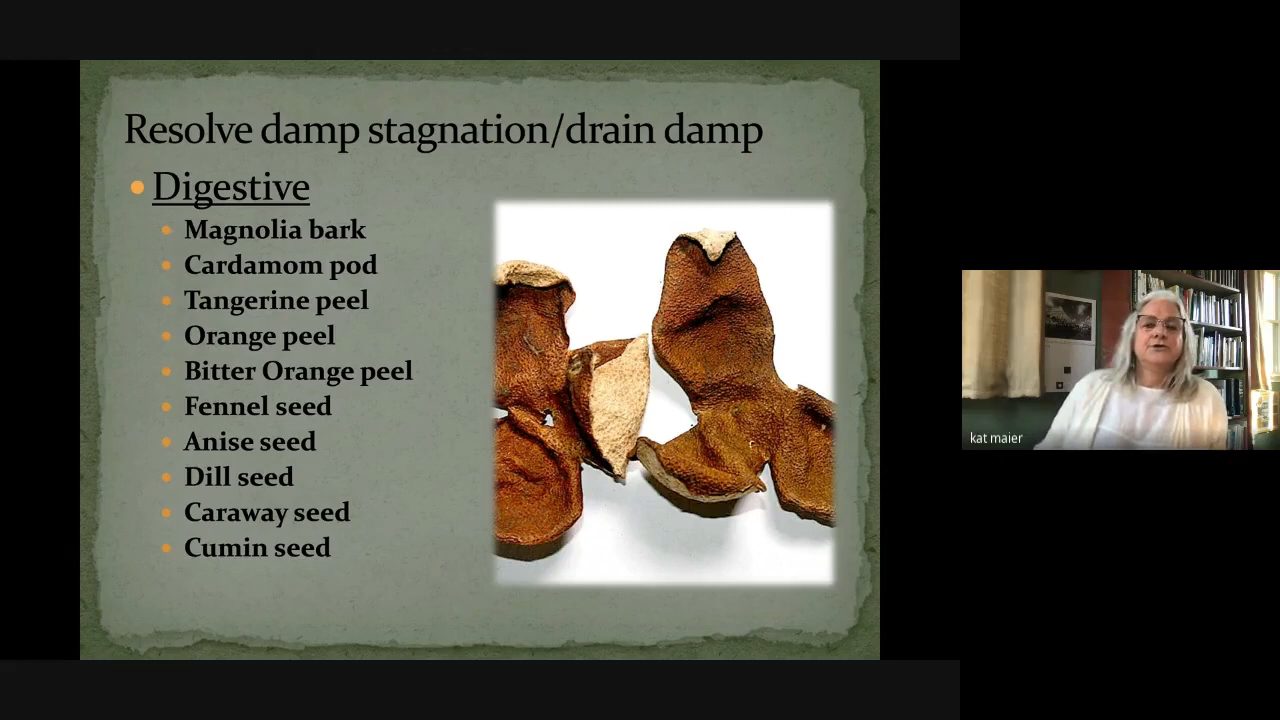 Resolve damp stagnation/drain damp
Digestive
Magnolia bark
Cardamom pod
Tangerine peel
Orange peel
Bitter Orange peel
Fennel seed
Anise seed
Dill seed
Caraway seed
Cumin seed
kat maier